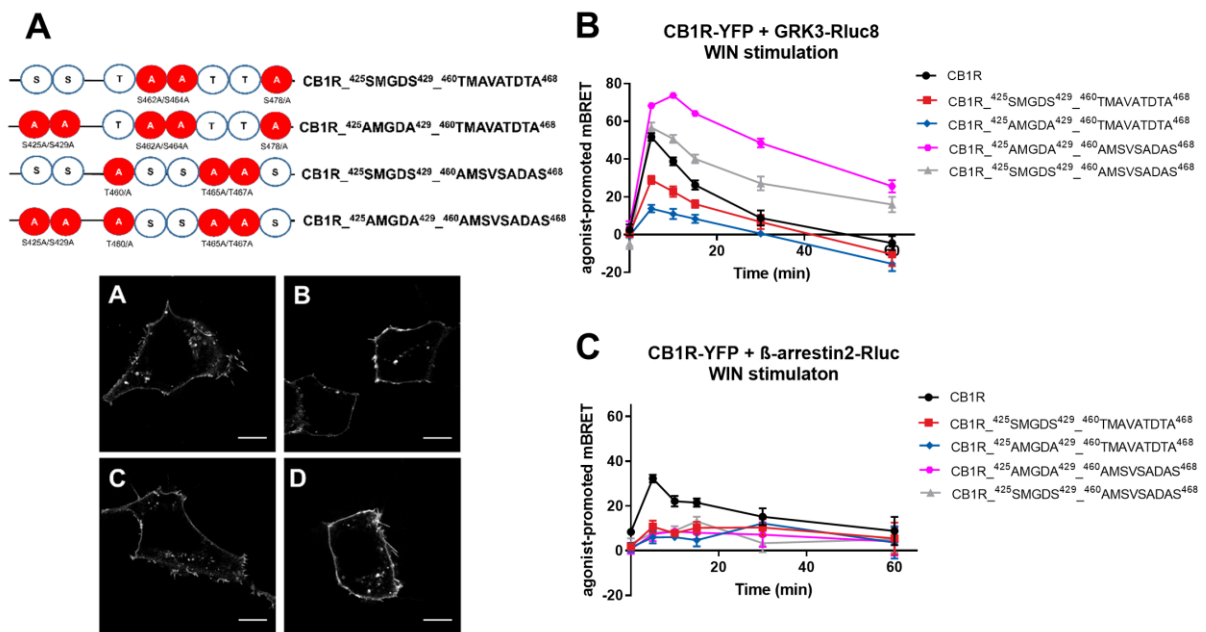 A
S S T A A T T A CB1R_⁴²⁵SMGDS⁴²⁹_⁴⁶⁰TMAVATDTA⁴⁶⁸
S462A/S464A S478/A
A A T A A T T A CB1R_⁴²⁵AMGDA⁴²⁹_⁴⁶⁰TMAVATDTA⁴⁶⁸
S425A/S429A S462A/S464A S478/A
S S A S S A A S CB1R_⁴²⁵SMGDS⁴²⁹_⁴⁶⁰AMSVSADAS⁴⁶⁸
T460/A T465A/T467A
A A A S S A A S CB1R_⁴²⁵AMGDA⁴²⁹_⁴⁶⁰AMSVSADAS⁴⁶⁸
S425A/S429A T460/A T465A/T467A
A
B
C
D
B
CB1R-YFP + GRK3-Rluc8
WIN stimulation
agonist-promoted mBRET
80
60
40
20
0
-20
20
40
60
Time (min)
CB1R
CB1R_⁴²⁵SMGDS⁴²⁹_⁴⁶⁰TMAVATDTA⁴⁶⁸
CB1R_⁴²⁵AMGDA⁴²⁹_⁴⁶⁰TMAVATDTA⁴⁶⁸
CB1R_⁴²⁵AMGDA⁴²⁹_⁴⁶⁰AMSVSADAS⁴⁶⁸
CB1R_⁴²⁵SMGDS⁴²⁹_⁴⁶⁰AMSVSADAS⁴⁶⁸
C
CB1R-YFP + ß-arrestin2-Rluc
WIN stimulaton
agonist-promoted mBRET
60
40
20
0
-20
20
40
60
Time (min)
CB1R
CB1R_⁴²⁵SMGDS⁴²⁹_⁴⁶⁰TMAVATDTA⁴⁶⁸
CB1R_⁴²⁵AMGDA⁴²⁹_⁴⁶⁰TMAVATDTA⁴⁶⁸
CB1R_⁴²⁵AMGDA⁴²⁹_⁴⁶⁰AMSVSADAS⁴⁶⁸
CB1R_⁴²⁵SMGDS⁴²⁹_⁴⁶⁰AMSVSADAS⁴⁶⁸